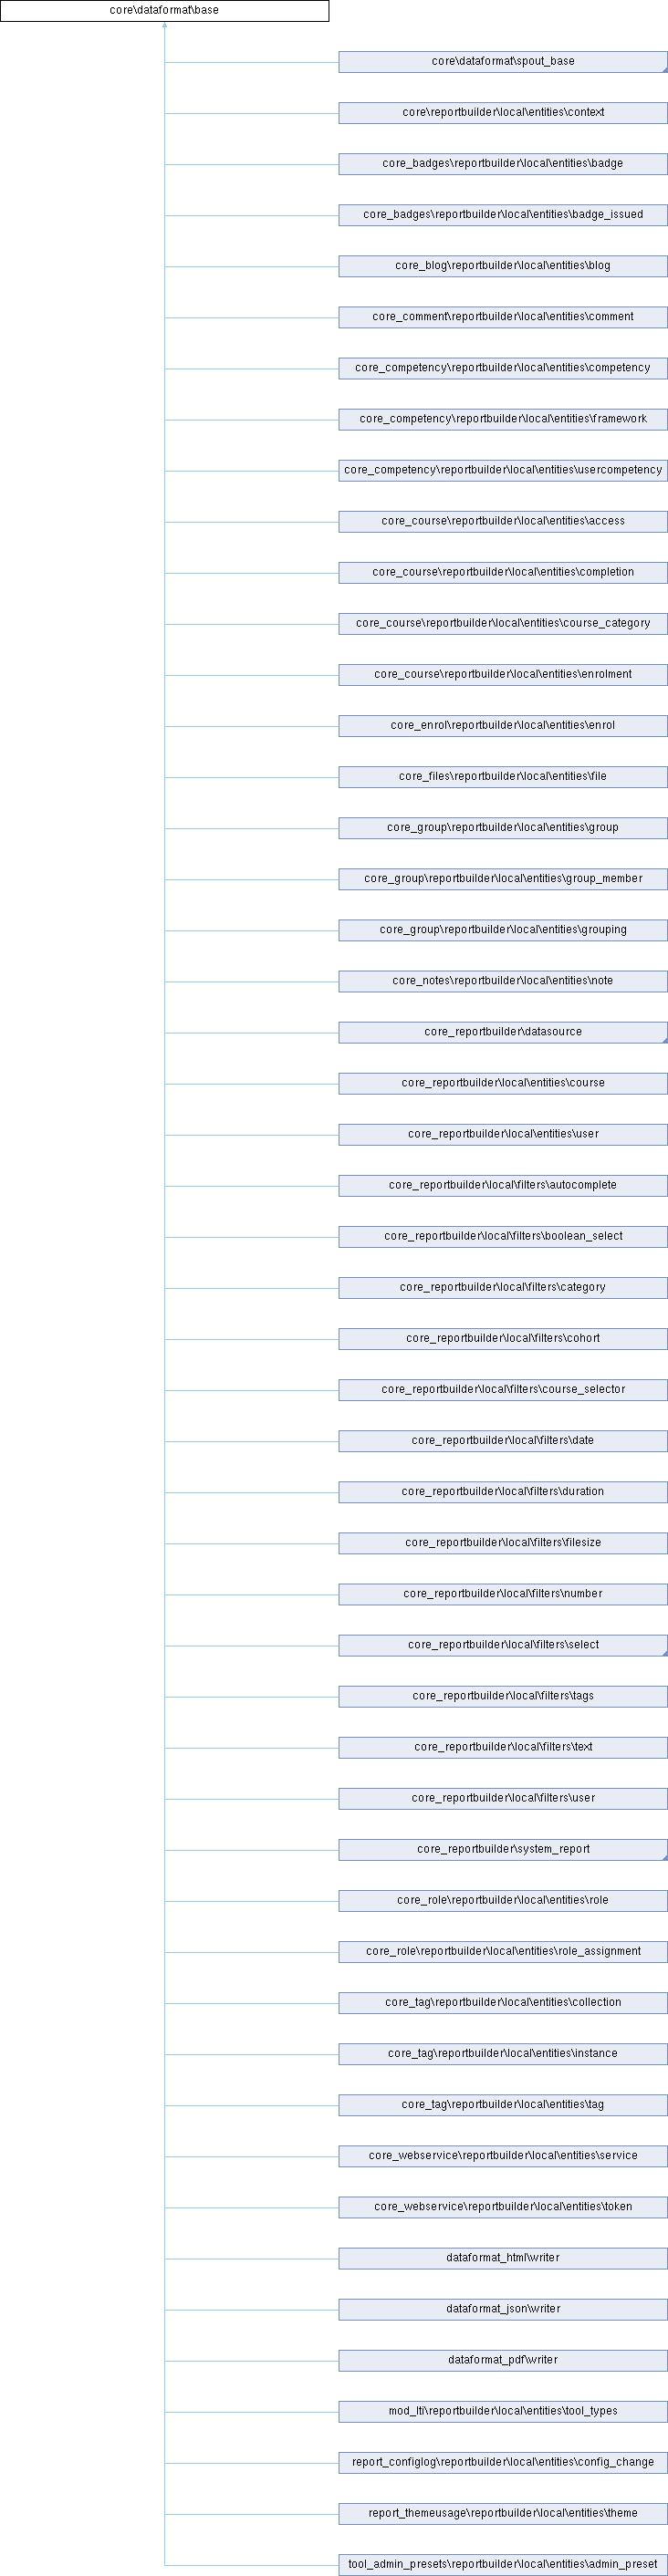 core\dataformat\base
core\dataformat\spout_base
core\reportbuilder\local\entities\context
core_badges\reportbuilder\local\entities\badge
core_badges\reportbuilder\local\entities\badge_issued
core_blog\reportbuilder\local\entities\blog
core_comment\reportbuilder\local\entities\comment
core_competency\reportbuilder\local\entities\competency
core_competency\reportbuilder\local\entities\framework
core_competency\reportbuilder\local\entities\usercompetency
core_course\reportbuilder\local\entities\access
core_course\reportbuilder\local\entities\completion
core_course\reportbuilder\local\entities\course_category
core_course\reportbuilder\local\entities\enrolment
core_enrol\reportbuilder\local\entities\enrol
core_files\reportbuilder\local\entities\file
core_group\reportbuilder\local\entities\group
core_group\reportbuilder\local\entities\group_member
core_group\reportbuilder\local\entities\grouping
core_notes\reportbuilder\local\entities\note
core_reportbuilder\datasource
core_reportbuilder\local\entities\course
core_reportbuilder\local\entities\user
core_reportbuilder\local\filters\autocomplete
core_reportbuilder\local\filters\boolean_select
core_reportbuilder\local\filters\category
core_reportbuilder\local\filters\cohort
core_reportbuilder\local\filters\course_selector
core_reportbuilder\local\filters\date
core_reportbuilder\local\filters\duration
core_reportbuilder\local\filters\filesize
core_reportbuilder\local\filters\number
core_reportbuilder\local\filters\select
core_reportbuilder\local\filters\tags
core_reportbuilder\local\filters\text
core_reportbuilder\local\filters\user
core_reportbuilder\system_report
core_role\reportbuilder\local\entities\role
core_role\reportbuilder\local\entities\role_assignment
core_tag\reportbuilder\local\entities\collection
core_tag\reportbuilder\local\entities\instance
core_tag\reportbuilder\local\entities\tag
core_webservice\reportbuilder\local\entities\service
core_webservice\reportbuilder\local\entities\token
dataformat_html\writer
dataformat_json\writer
dataformat_pdf\writer
mod_lti\reportbuilder\local\entities\tool_types
report_configlog\reportbuilder\local\entities\config_change
report_themeusage\reportbuilder\local\entities\theme
tool_admin_presets\reportbuilder\local\entities\admin_preset